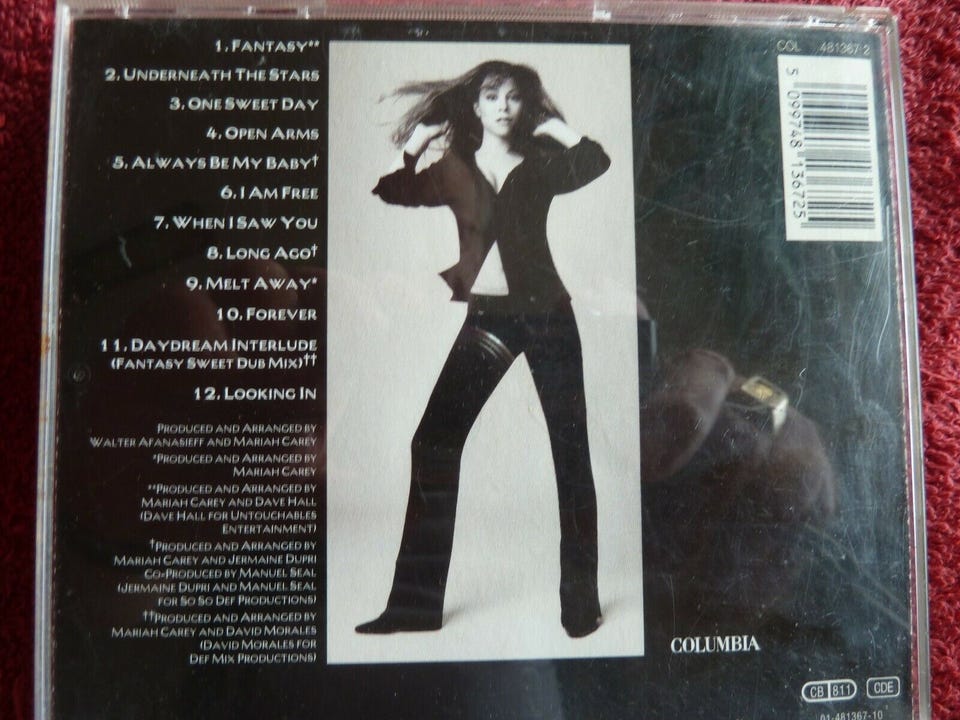 1. Fantasy**
2. Underneath The Stars
3. One Sweet Day
4. Open Arms
5. Always Be My Baby†
6. I Am Free
7. When I Saw You
8. Long Ago†
9. Melt Away*
10. Forever
11. Daydream Interlude
(Fantasy Sweet Dub Mix)††
12. Looking In
Produced and Arranged by
Walter Afanasieff and Mariah Carey
*Produced and Arranged by
Mariah Carey
**Produced and Arranged by
Mariah Carey and Dave Hall
(Dave Hall for Untouchables
Entertainment)
†Produced and Arranged by
Mariah Carey and Jermaine Dupri
Co-Produced by Manuel Seal
(Jermaine Dupri and Manuel Seal
for So So Def Productions)
††Produced and Arranged by
Mariah Carey and David Morales
(David Morales for
Def Mix Productions)
COL 481367 2
5 099748 136725
COLUMBIA
CB 811 CDE
01-481367-10